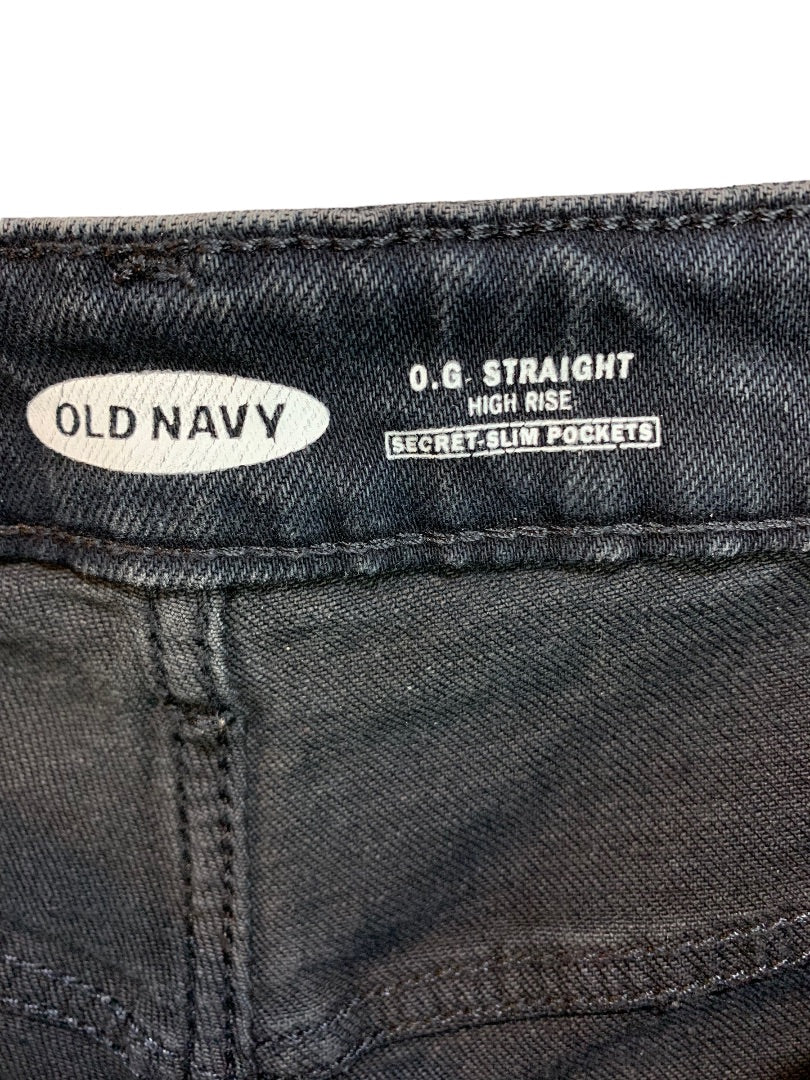 OLD NAVY
O.G. STRAIGHT
HIGH RISE
SECRET-SLIM POCKETS